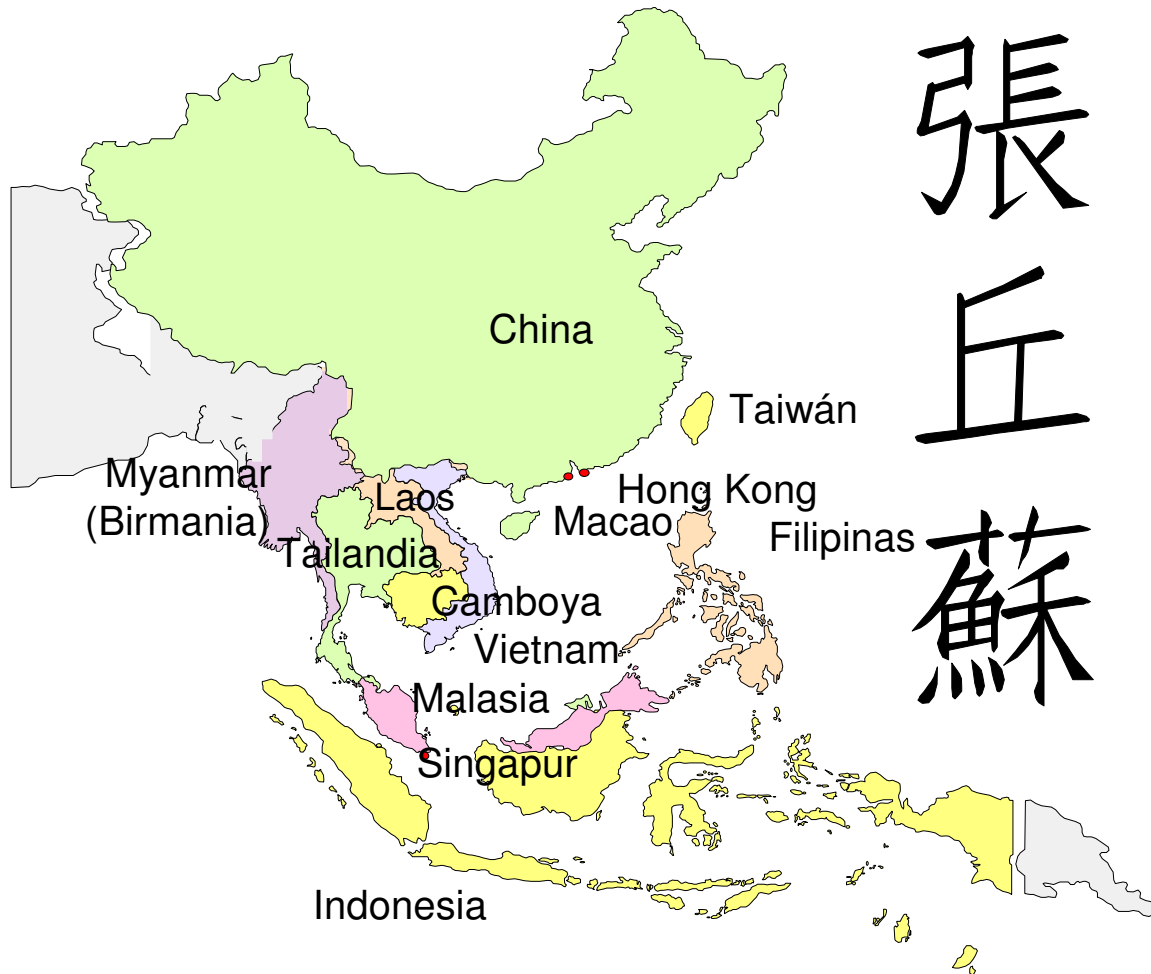 張
丘
蘇
China
Taiwán
Myanmar
(Birmania)
Laos
Hong Kong
Macao
Filipinas
Tailandia
Camboya
Vietnam
Malasia
Singapur
Indonesia